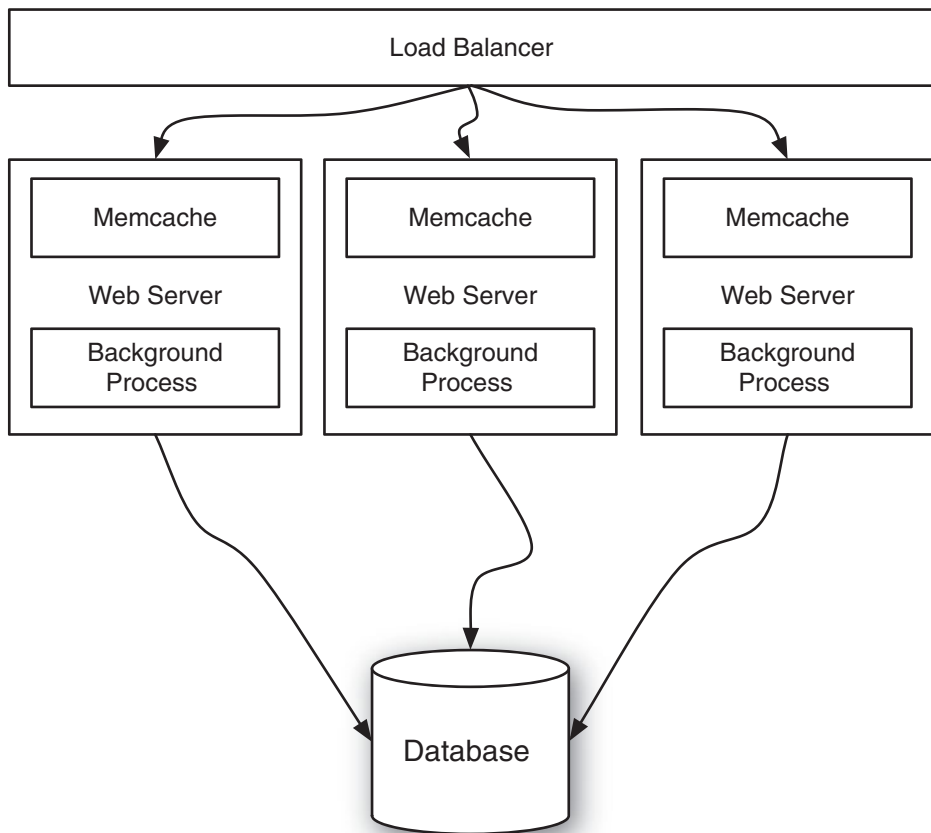 Load Balancer
Memcache
Web Server
Background
Process
Memcache
Web Server
Background
Process
Memcache
Web Server
Background
Process
Database